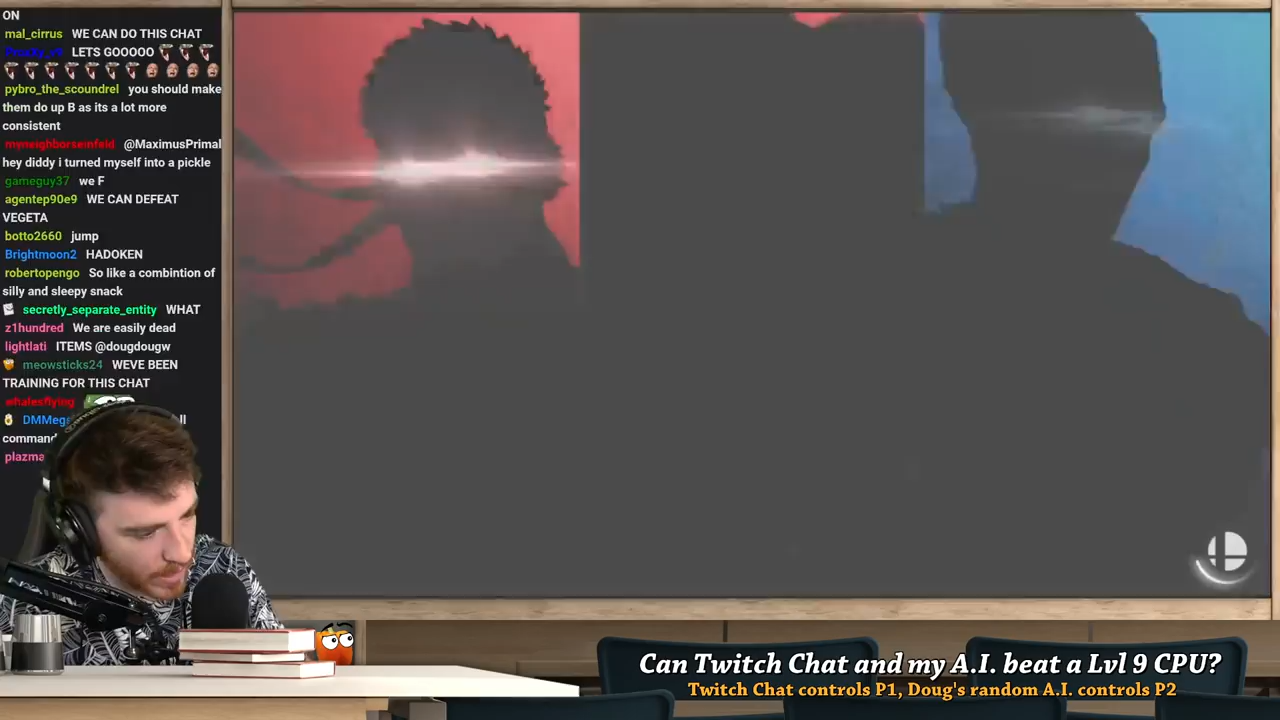 ON
mal_cirrus WE CAN DO THIS CHAT
LETS GOOOOO
pybro_the_scoundrel you should make
them do up B as its a lot more
consistent
myneighborseinfeld @MaximusPrimal
hey diddy i turned myself into a pickle
gameguy37 we F
agentep90e9 WE CAN DEFEAT
VEGETA
botto2660 jump
Brightmoon2 HADOKEN
robertopengo So like a combintion of
silly and sleepy snack
secretly_separate_entity WHAT
z1hundred We are easily dead
lightlati ITEMS @dougdougw
meowsticks24 WEVE BEEN
TRAINING FOR THIS CHAT
whalesflying
Can Twitch Chat and my A.I. beat a Lvl 9 CPU?
Twitch Chat controls P1, Doug's random A.I. controls P2